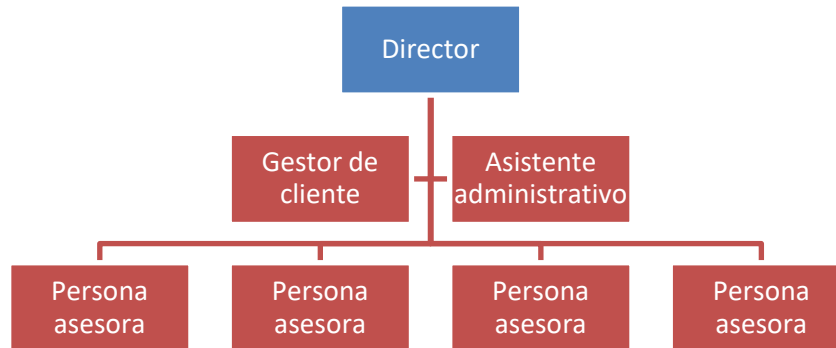 Director
Gestor de
cliente
Asistente
administrativo
Persona
asesora
Persona
asesora
Persona
asesora
Persona
asesora